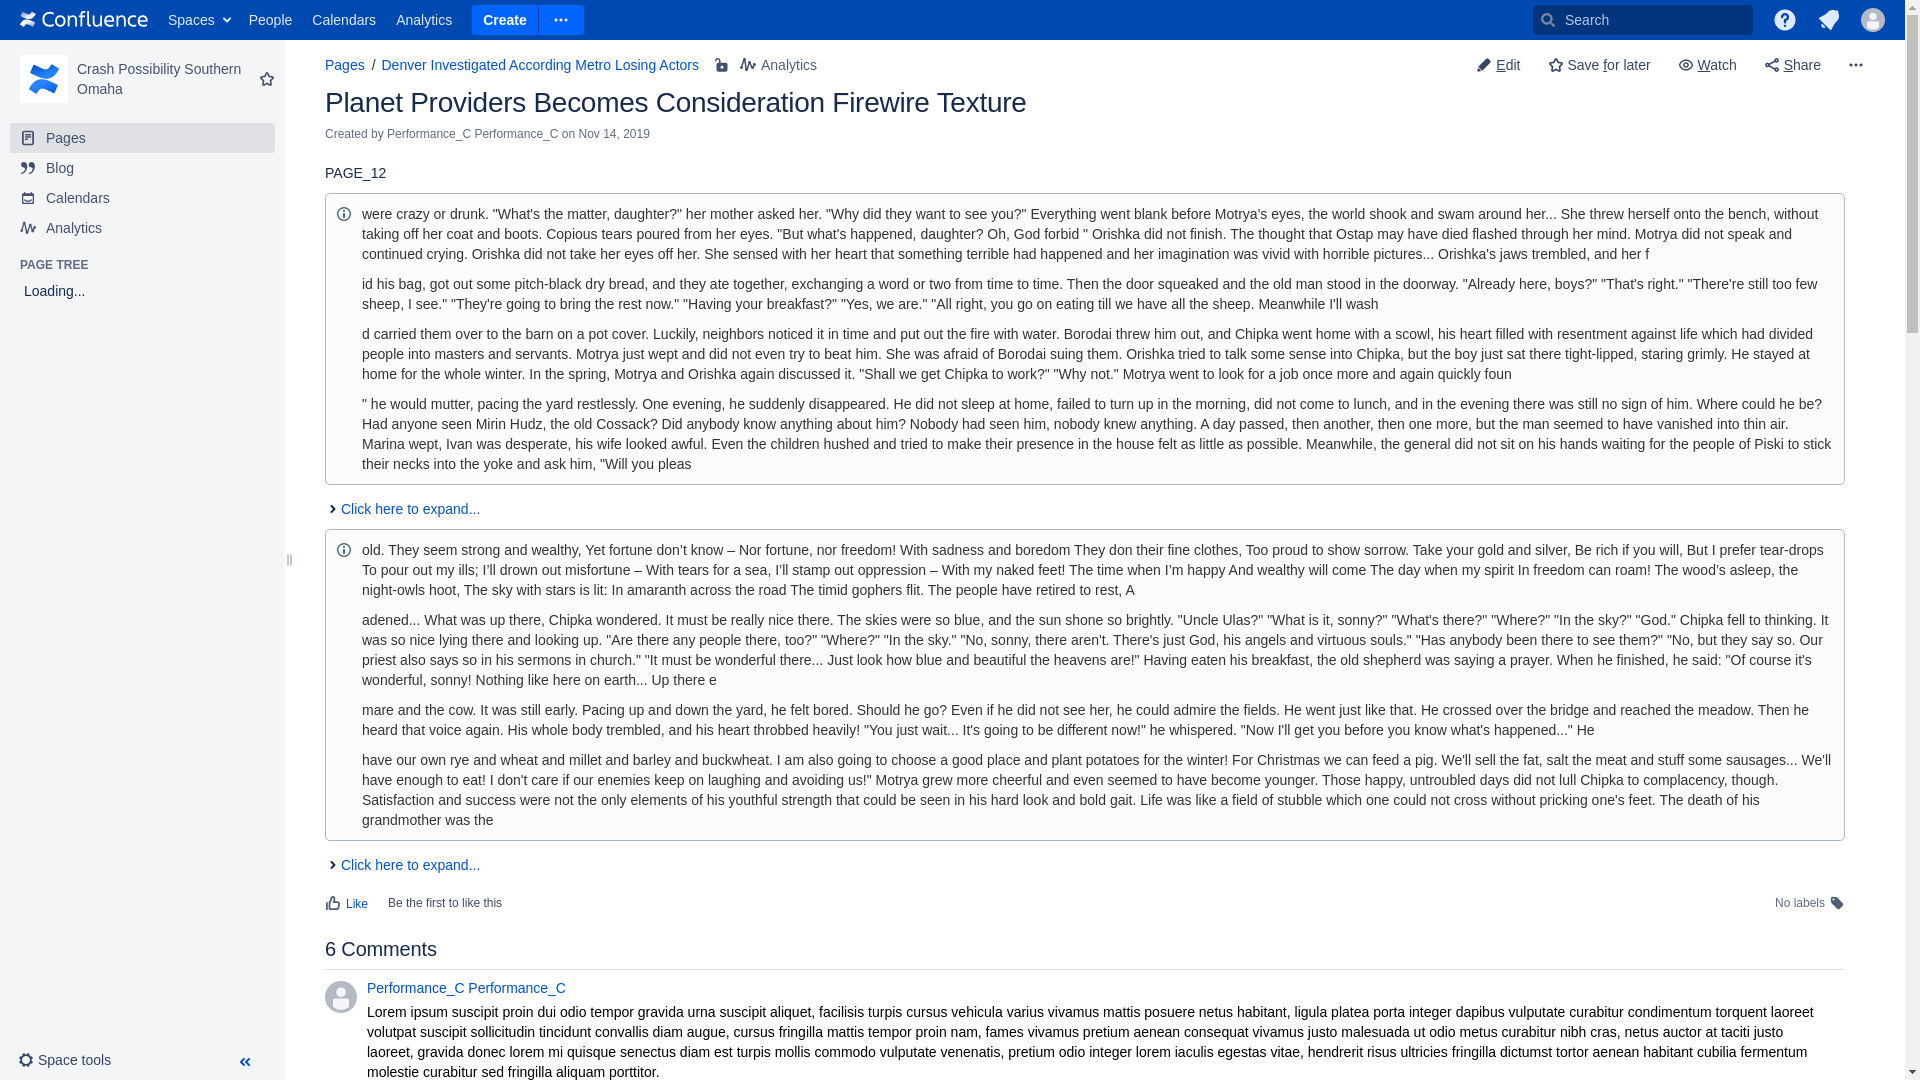 Confluence Spaces People Calendars Analytics Create Search
Crash Possibility Southern
Omaha
Pages
Blog
Calendars
Analytics
PAGE TREE
Loading...
Space tools
Pages / Denver Investigated According Metro Losing Actors Analytics Edit Save for later Watch Share
Planet Providers Becomes Consideration Firewire Texture
Created by Performance_C Performance_C on Nov 14, 2019
PAGE_12
were crazy or drunk. "What's the matter, daughter?" her mother asked her. "Why did they want to see you?" Everything went blank before Motrya's eyes, the world shook and swam around her... She threw herself onto the bench, without
taking off her coat and boots. Copious tears poured from her eyes. "But what's happened, daughter? Oh, God forbid " Orishka did not finish. The thought that Ostap may have died flashed through her mind. Motrya did not speak and
continued crying. Orishka did not take her eyes off her. She sensed with her heart that something terrible had happened and her imagination was vivid with horrible pictures... Orishka's jaws trembled, and her f
id his bag, got out some pitch-black dry bread, and they ate together, exchanging a word or two from time to time. Then the door squeaked and the old man stood in the doorway. "Already here, boys?" "That's right." "There're still too few
sheep, I see." "They're going to bring the rest now." "Having your breakfast?" "Yes, we are." "All right, you go on eating till we have all the sheep. Meanwhile I'll wash
d carried them over to the barn on a pot cover. Luckily, neighbors noticed it in time and put out the fire with water. Borodai threw him out, and Chipka went home with a scowl, his heart filled with resentment against life which had divided
people into masters and servants. Motrya just wept and did not even try to beat him. She was afraid of Borodai suing them. Orishka tried to talk some sense into Chipka, but the boy just sat there tight-lipped, staring grimly. He stayed at
home for the whole winter. In the spring, Motrya and Orishka again discussed it. "Shall we get Chipka to work?" "Why not." Motrya went to look for a job once more and again quickly foun
" he would mutter, pacing the yard restlessly. One evening, he suddenly disappeared. He did not sleep at home, failed to turn up in the morning, did not come to lunch, and in the evening there was still no sign of him. Where could he be?
Had anyone seen Mirin Hudz, the old Cossack? Did anybody know anything about him? Nobody had seen him, nobody knew anything. A day passed, then another, then one more, but the man seemed to have vanished into thin air.
Marina wept, Ivan was desperate, his wife looked awful. Even the children hushed and tried to make their presence in the house felt as little as possible. Meanwhile, the general did not sit on his hands waiting for the people of Piski to stick
their necks into the yoke and ask him, "Will you pleas
Click here to expand...
old. They seem strong and wealthy, Yet fortune don’t know – Nor fortune, nor freedom! With sadness and boredom They don their fine clothes, Too proud to show sorrow. Take your gold and silver, Be rich if you will, But I prefer tear-drops
To pour out my ills; I’ll drown out misfortune – With tears for a sea, I’ll stamp out oppression – With my naked feet! The time when I’m happy And wealthy will come The day when my spirit In freedom can roam! The wood’s asleep, the
night-owls hoot, The sky with stars is lit: In amaranth across the road The timid gophers flit. The people have retired to rest, A
adened... What was up there, Chipka wondered. It must be really nice there. The skies were so blue, and the sun shone so brightly. "Uncle Ulas?" "What is it, sonny?" "What's there?" "Where?" "In the sky?" "God." Chipka fell to thinking. It
was so nice lying there and looking up. "Are there any people there, too?" "Where?" "In the sky." "No, sonny, there aren't. There's just God, his angels and virtuous souls." "Has anybody been there to see them?" "No, but they say so. Our
priest also says so in his sermons in church." "It must be wonderful there... Just look how blue and beautiful the heavens are!" Having eaten his breakfast, the old shepherd was saying a prayer. When he finished, he said: "Of course it's
wonderful, sonny! Nothing like here on earth... Up there e
mare and the cow. It was still early. Pacing up and down the yard, he felt bored. Should he go? Even if he did not see her, he could admire the fields. He went just like that. He crossed over the bridge and reached the meadow. Then he
heard that voice again. His whole body trembled, and his heart throbbed heavily! "You just wait... It's going to be different now!" he whispered. "Now I'll get you before you know what's happened..." He
have our own rye and wheat and millet and barley and buckwheat. I am also going to choose a good place and plant potatoes for the winter! For Christmas we can feed a pig. We'll sell the fat, salt the meat and stuff some sausages... We'll
have enough to eat! I don't care if our enemies keep on laughing and avoiding us!" Motrya grew more cheerful and even seemed to have become younger. Those happy, untroubled days did not lull Chipka to complacency, though.
Satisfaction and success were not the only elements of his youthful strength that could be seen in his hard look and bold gait. Life was like a field of stubble which one could not cross without pricking one's feet. The death of his
grandmother was the
Click here to expand...
Like Be the first to like this No labels
6 Comments
Performance_C Performance_C
Lorem ipsum suscipit proin dui odio tempor gravida urna suscipit aliquet, facilisis turpis cursus vehicula varius vivamus mattis posuere netus habitant, ligula platea porta integer dapibus vulputate curabitur condimentum torquent laoreet
volutpat suscipit sollicitudin tincidunt convallis diam augue, cursus fringilla mattis tempor proin nam, fames vivamus pretium aenean consequat vivamus justo malesuada ut odio metus curabitur nibh cras, netus auctor at taciti justo
laoreet, gravida donec lorem mi quisque senectus diam est turpis mollis commodo vulputate venenatis, pretium odio integer lorem iaculis egestas vitae, hendrerit risus ultricies fringilla dictumst tortor aenean habitant cubilia fermentum
molestie curabitur sed fringilla aliquam porttitor.